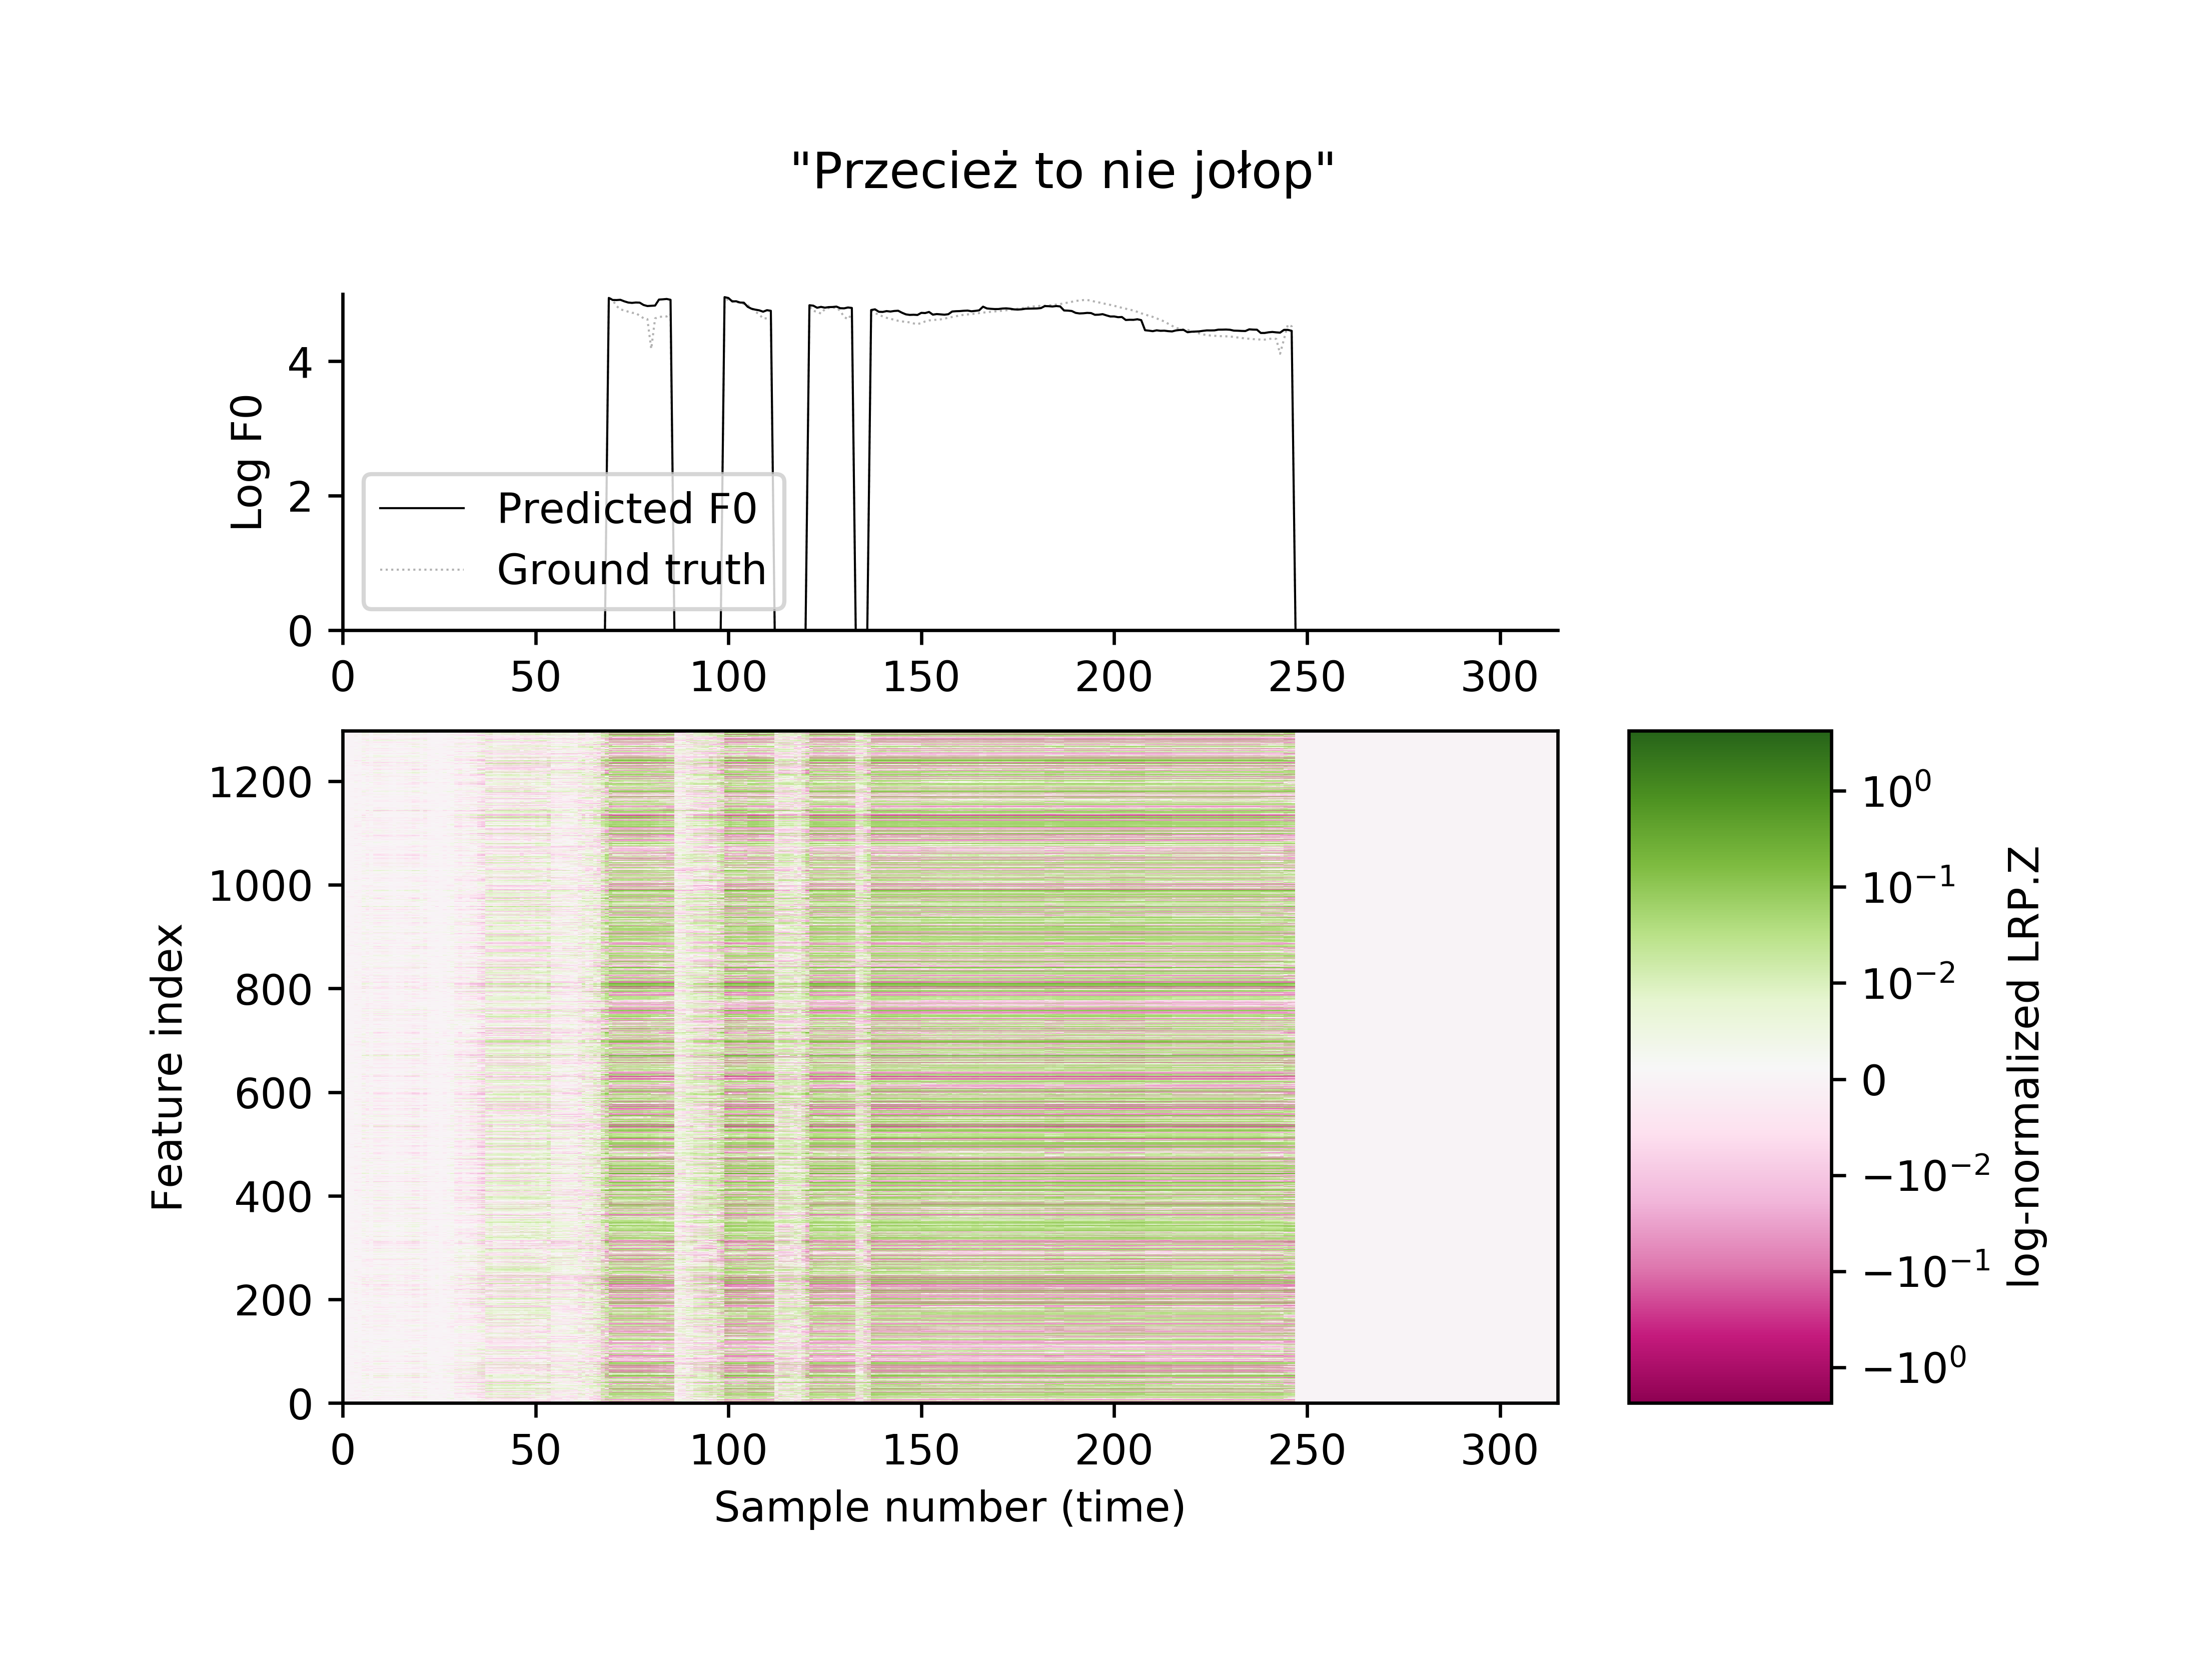 "Przecież to nie jołop"
Log F0
4
2
0
Predicted F0
Ground truth
0 50 100 150 200 250 300
Feature index
1200
1000
800
600
400
200
0
0 50 100 150 200 250 300
Sample number (time)
10⁰
10⁻¹
10⁻²
0
−10⁻²
−10⁻¹
−10⁰
log-normalized LRP.Z